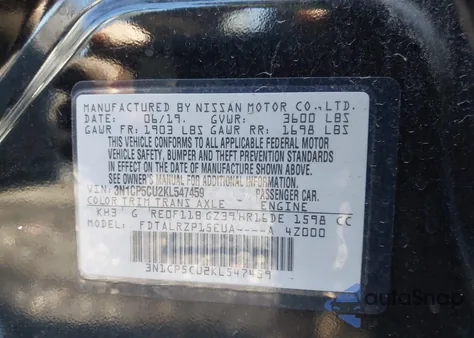 MANUFACTURED BY NISSAN MOTOR CO.,LTD.
DATE: 06/19. GVWR: 3600 LBS
GAWR FR: 1903 LBS GAWR RR: 1698 LBS
THIS VEHICLE CONFORMS TO ALL APPLICABLE FEDERAL MOTOR
VEHICLE SAFETY, BUMPER AND THEFT PREVENTION STANDARDS
IN EFFECT ON THE DATE OF MANUFACTURE SHOWN ABOVE.
SEE OWNER'S MANUAL FOR FURTHER INFORMATION.
VIN: 3N1CP5CU2KL547459 PASSENGER CAR.
COLOR TRIM TRANS AXLE ENGINE
KH3 G RE0F11B GZ39 HR16DE 1598 CC
MODEL: FDTALRZP15EUA----A 4Z000
3N1CP5CU2KL547459
autoSnap